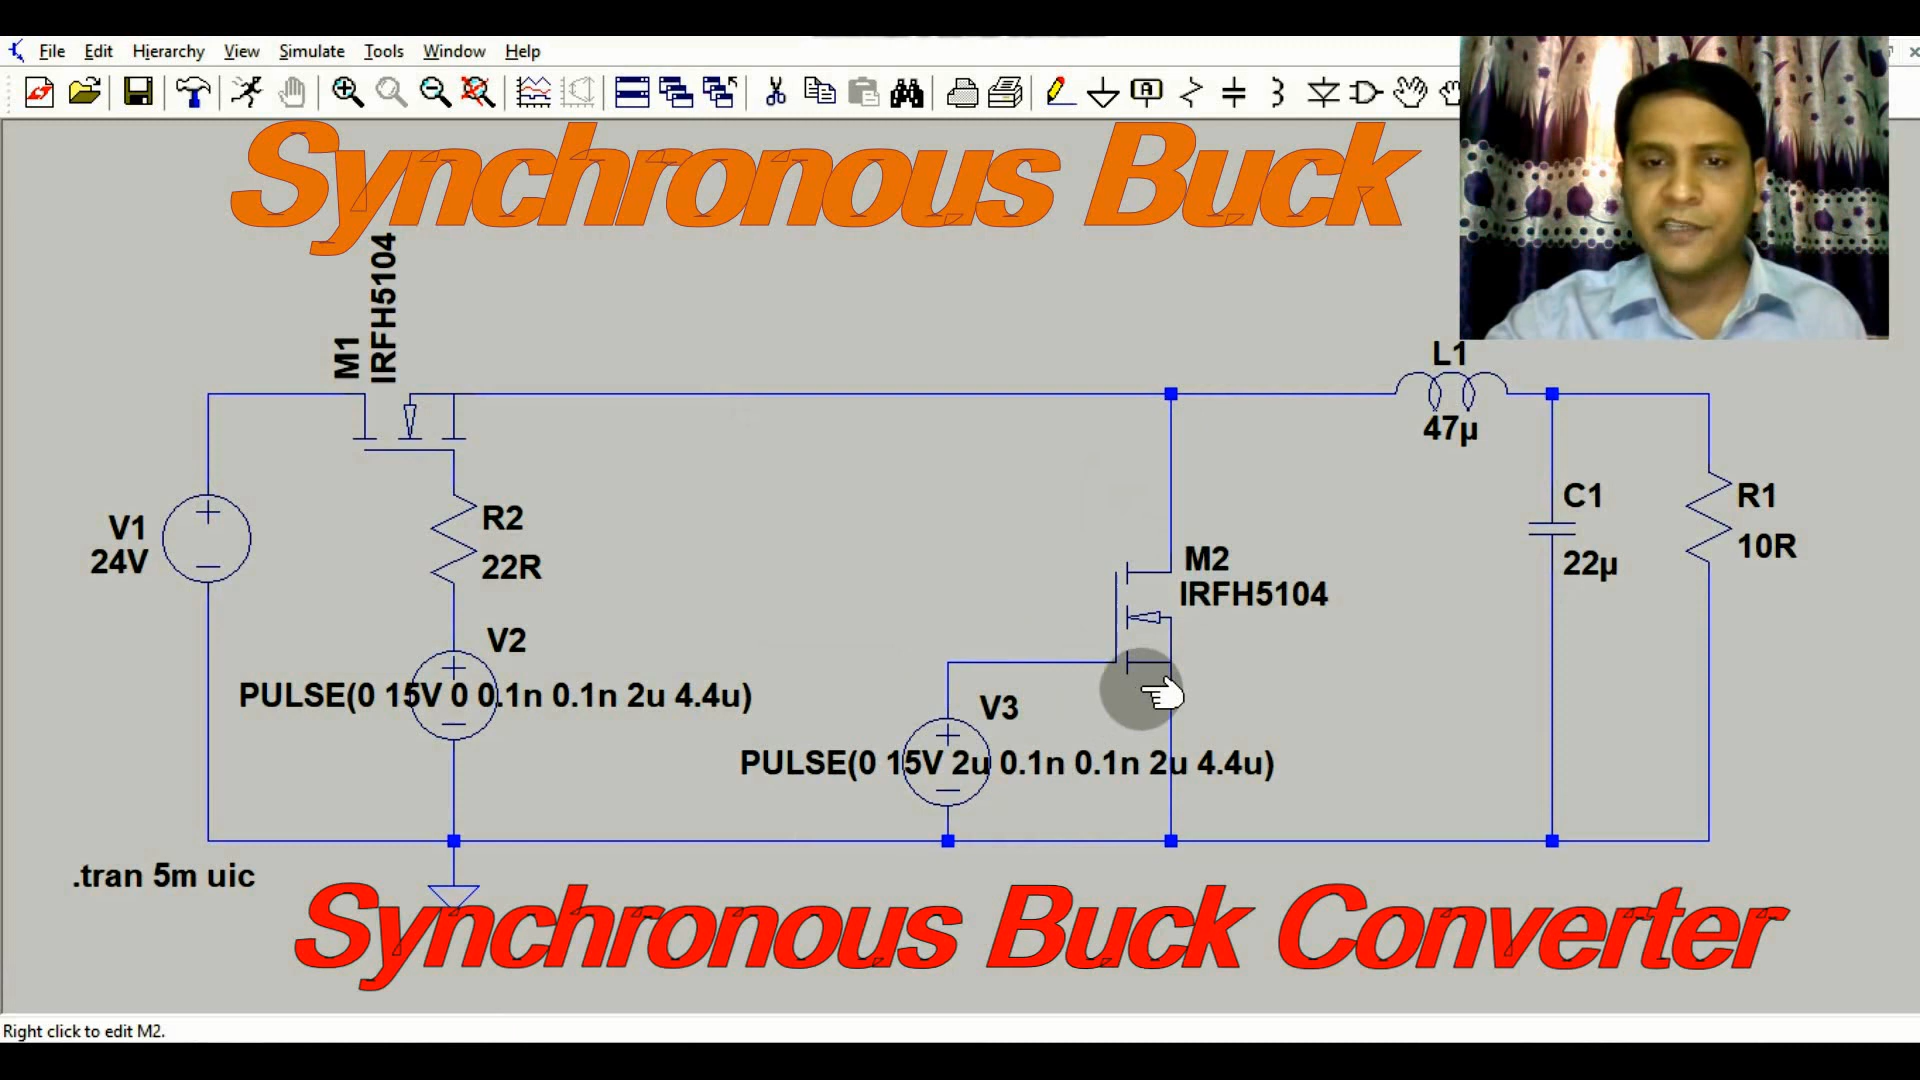 File Edit Hierarchy View Simulate Tools Window Help
A
Synchronous Buck
M1
IRFH5104
L1
47µ
V1
24V
R2
22R
C1
22µ
R1
10R
M2
IRFH5104
V2
PULSE(0 15V 0 0.1n 0.1n 2u 4.4u)
V3
PULSE(0 15V 2u 0.1n 0.1n 2u 4.4u)
.tran 5m uic
Synchronous Buck Converter
Right click to edit M2.